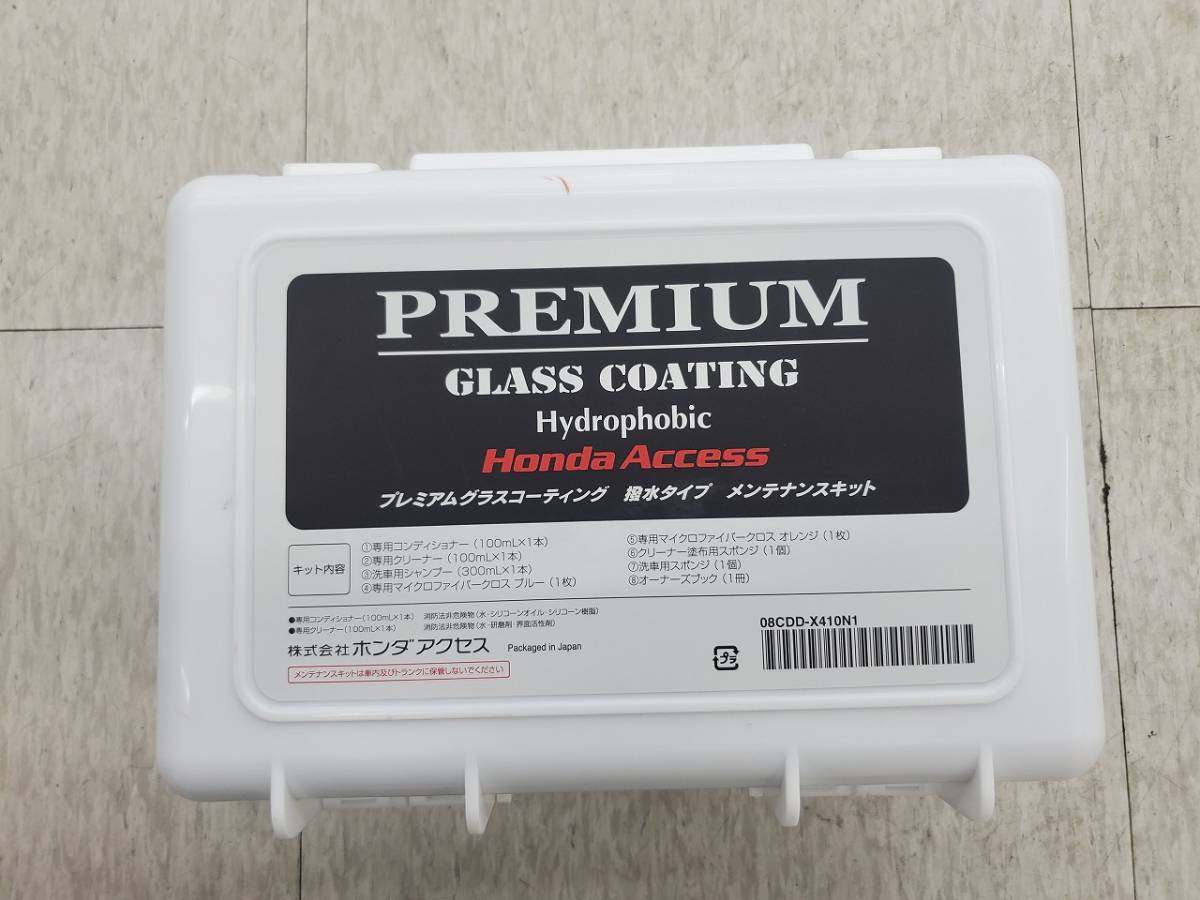 PREMIUM
GLASS COATING
Hydrophobic
Honda Access
プレミアムグラスコーティング 撥水タイプ メンテナンスキット
キット内容
①専用コンディショナー（100mL×1本）
②専用クリーナー（100mL×1本）
③洗車用シャンプー（300mL×1本）
④専用マイクロファイバークロス ブルー（1枚）
⑤専用マイクロファイバークロス オレンジ（1枚）
⑥クリーナー塗布用スポンジ（1個）
⑦洗車用スポンジ（1個）
⑧オーナーズブック（1冊）
●専用コンディショナー（100mL×1本） 消防法非危険物（水・シリコーンオイル・シリコーン樹脂）
●専用クリーナー（100mL×1本） 消防法非危険物（水・研磨剤・界面活性剤）
株式会社ホンダアクセス Packaged in Japan
メンテナンスキットは車内及びトランクに保管しないでください
プラ
08CDD-X410N1